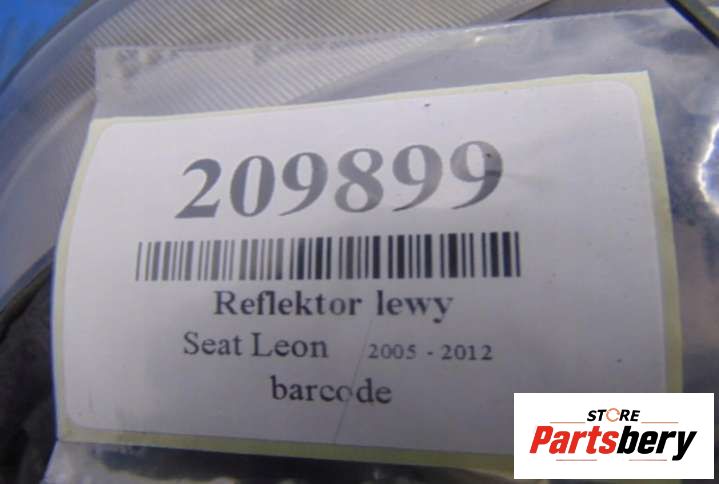 209899
Reflektor lewy
Seat Leon 2005 - 2012
barcode
STORE
Partsbery